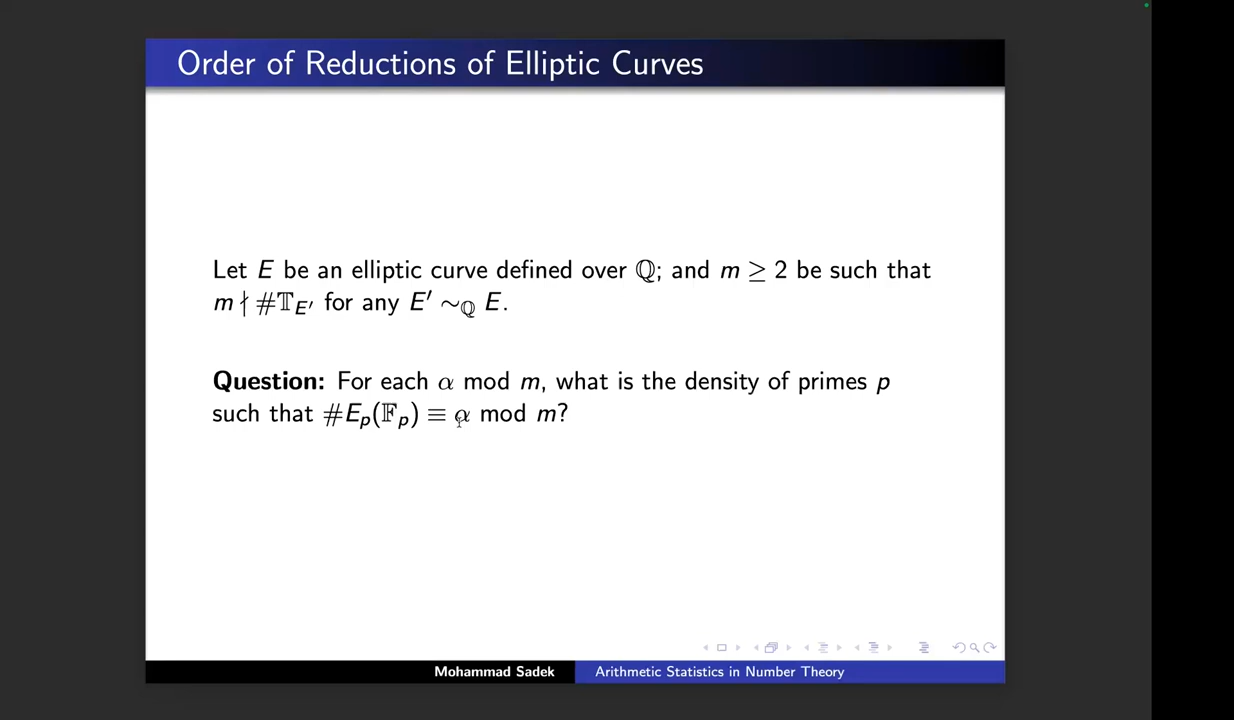 Order of Reductions of Elliptic Curves
Let E be an elliptic curve defined over ℚ; and m ≥ 2 be such that
m ∤ #𝕋_{E′} for any E′ ∼_ℚ E.
Question: For each α mod m, what is the density of primes p
such that #E_p(𝔽_p) ≡ α mod m?
Mohammad Sadek
Arithmetic Statistics in Number Theory